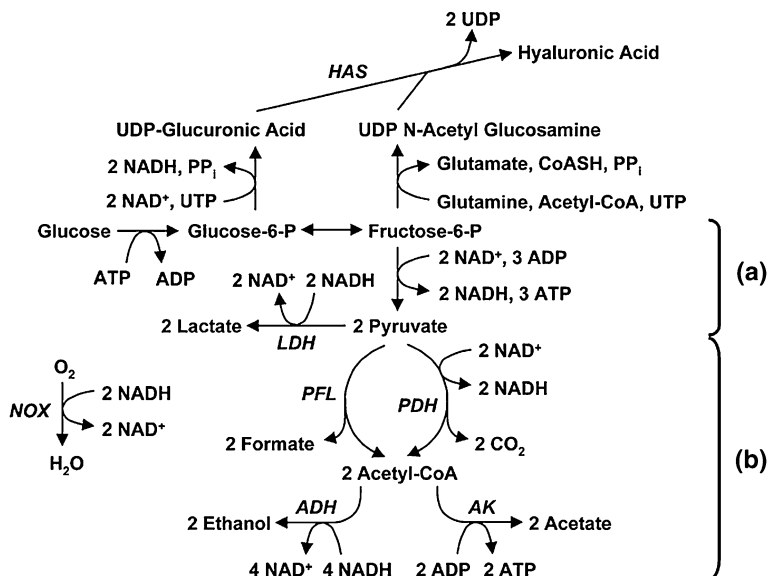 2 UDP
Hyaluronic Acid
HAS
UDP-Glucuronic Acid
UDP N-Acetyl Glucosamine
2 NADH, PPi
Glutamate, CoASH, PPi
2 NAD+, UTP
Glutamine, Acetyl-CoA, UTP
Glucose
Glucose-6-P
Fructose-6-P
ATP
ADP
2 NAD+, 3 ADP
(a)
2 NAD+
2 NADH
2 NADH, 3 ATP
2 Lactate
2 Pyruvate
LDH
2 NAD+
O2
2 NADH
2 NADH
NOX
PFL
PDH
2 NAD+
2 Formate
2 CO2
H2O
(b)
2 Acetyl-CoA
ADH
AK
2 Ethanol
2 Acetate
4 NAD+
4 NADH
2 ADP
2 ATP